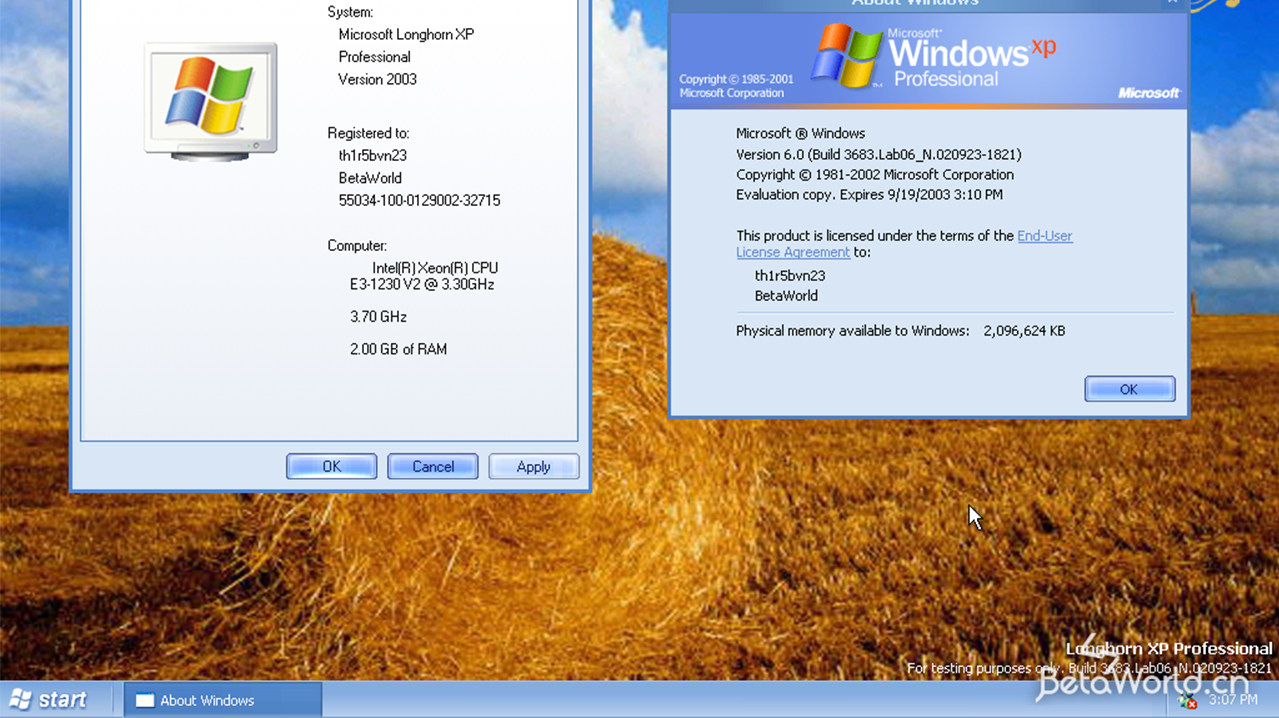 System:
Microsoft Longhorn XP
Professional
Version 2003
Registered to:
th1r5bvn23
BetaWorld
55034-100-0129002-32715
Computer:
Intel(R) Xeon(R) CPU
E3-1230 V2 @ 3.30GHz
3.70 GHz
2.00 GB of RAM
OK Cancel Apply
About Windows
Microsoft®
Windows xp
Professional
Copyright © 1985-2001
Microsoft Corporation
Microsoft
Microsoft ® Windows
Version 6.0 (Build 3683.Lab06_N.020923-1821)
Copyright © 1981-2002 Microsoft Corporation
Evaluation copy. Expires 9/19/2003 3:10 PM
This product is licensed under the terms of the End-User
License Agreement to:
th1r5bvn23
BetaWorld
Physical memory available to Windows: 2,096,624 KB
OK
Longhorn XP Professional
For testing purposes only. Build 3683.Lab06_N.020923-1821
BetaWorld.cn
start
About Windows
3:07 PM